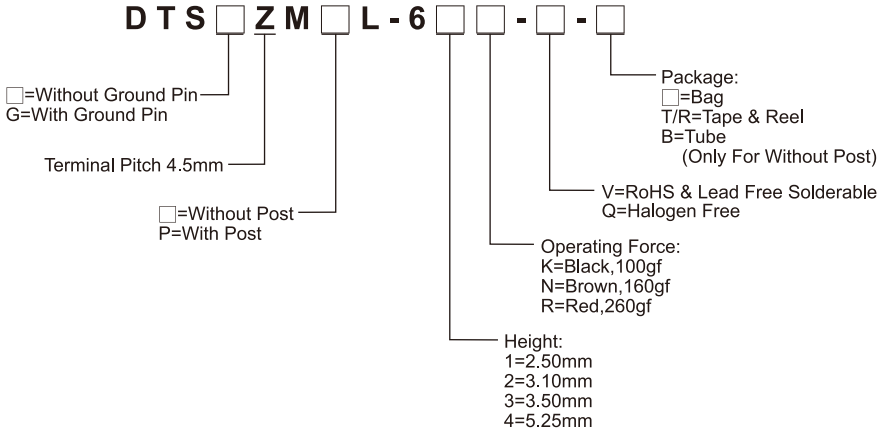 DTS□ZM□L-6□□-□-□
□=Without Ground Pin
G=With Ground Pin
Terminal Pitch 4.5mm
□=Without Post
P=With Post
Package:
□=Bag
T/R=Tape & Reel
B=Tube
(Only For Without Post)
V=RoHS & Lead Free Solderable
Q=Halogen Free
Operating Force:
K=Black,100gf
N=Brown,160gf
R=Red,260gf
Height:
1=2.50mm
2=3.10mm
3=3.50mm
4=5.25mm